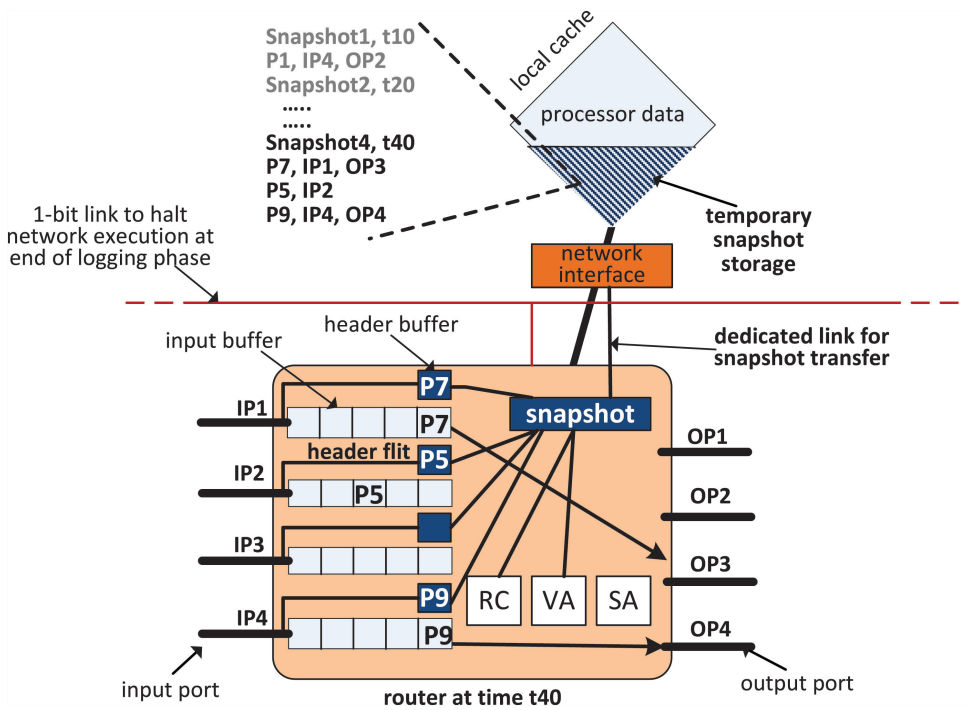 Snapshot1, t10
P1, IP4, OP2
Snapshot2, t20
.....
.....
Snapshot4, t40
P7, IP1, OP3
P5, IP2
P9, IP4, OP4
local cache
processor data
temporary
snapshot
storage
1-bit link to halt
network execution at
end of logging phase
network
interface
header buffer
input buffer
dedicated link for
snapshot transfer
P7
IP1
P7
snapshot
header flit
P5
IP2
P5
IP3
P9
IP4
P9
RC
VA
SA
OP1
OP2
OP3
OP4
input port
output port
router at time t40